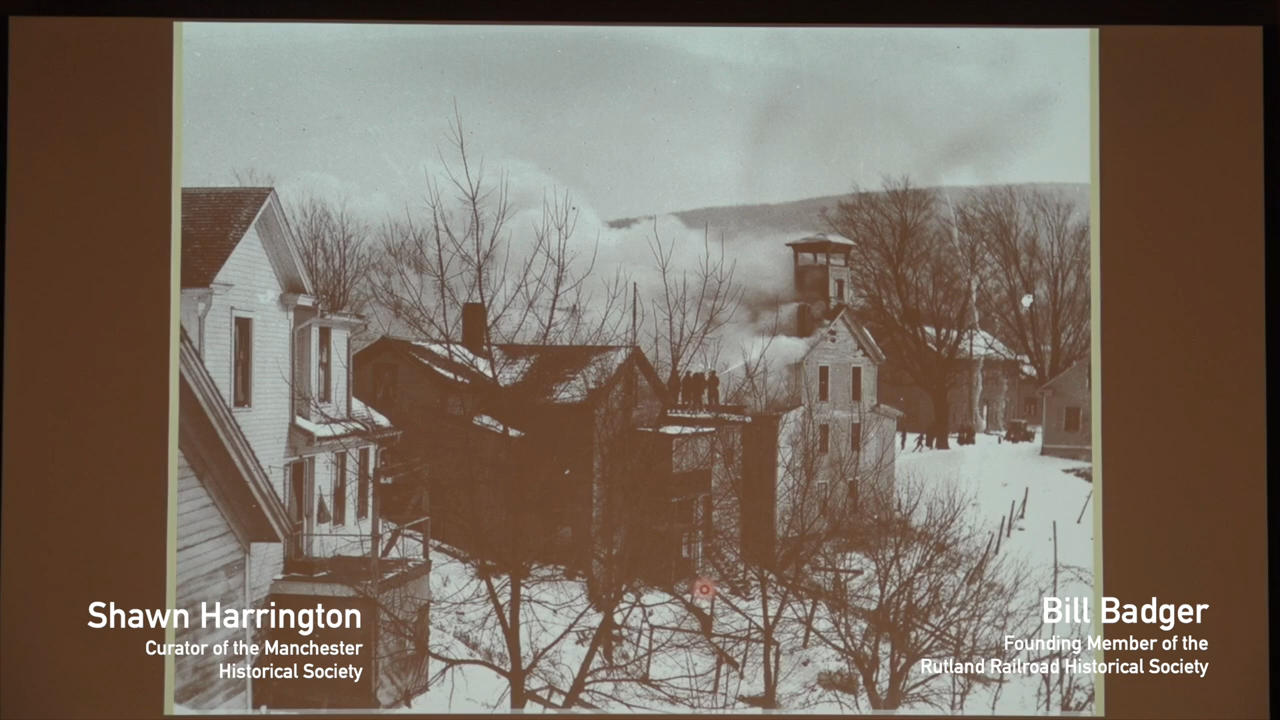 Shawn Harrington
Curator of the Manchester
Historical Society
Bill Badger
Founding Member of the
Rutland Railroad Historical Society